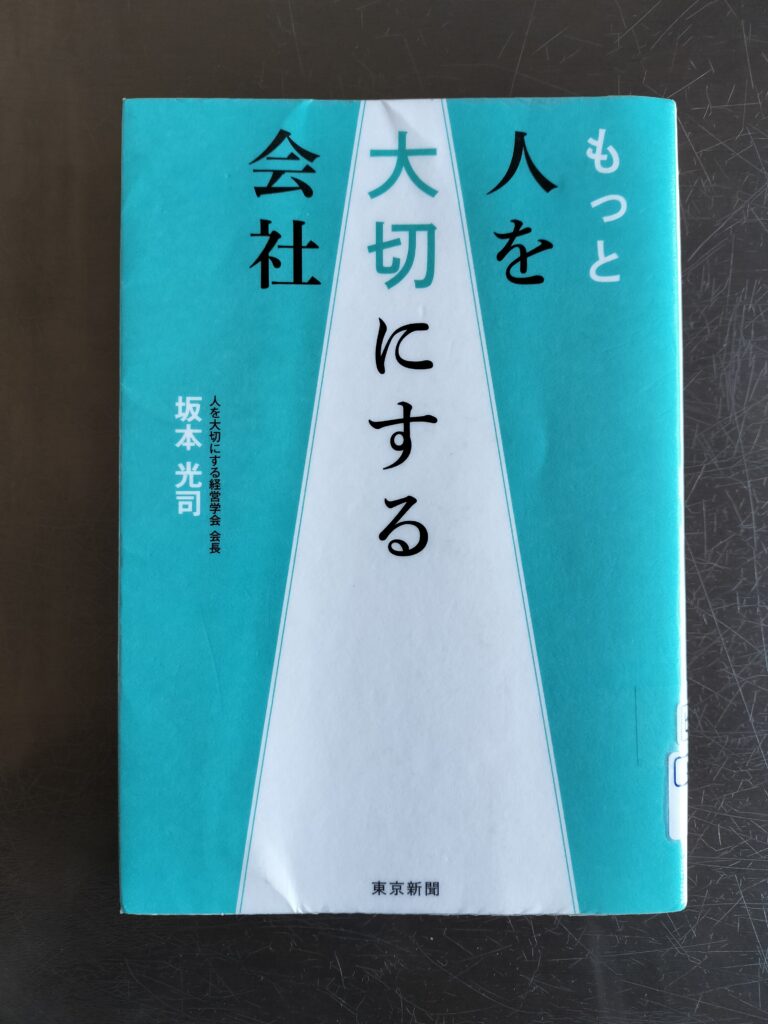 もっと
人を
大切にする
会社
人を大切にする経営学会 会長
坂本 光司
東京新聞